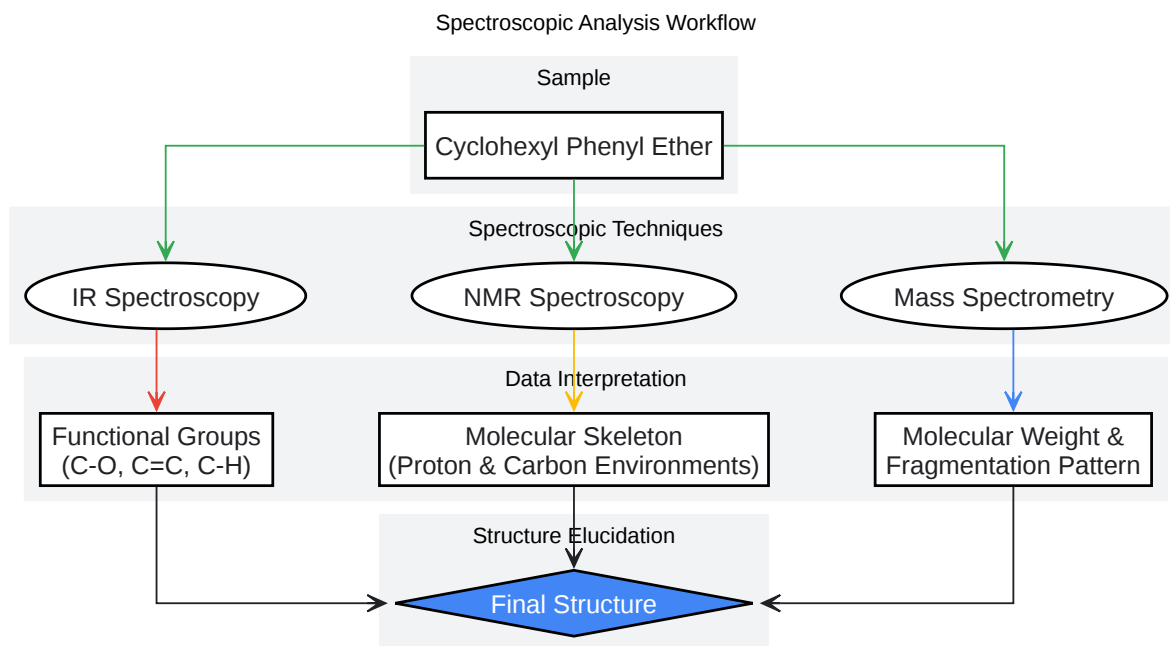 Spectroscopic Analysis Workflow
Sample
Cyclohexyl Phenyl Ether
Spectroscopic Techniques
IR Spectroscopy
NMR Spectroscopy
Mass Spectrometry
Data Interpretation
Functional Groups
(C-O, C=C, C-H)
Molecular Skeleton
(Proton & Carbon Environments)
Molecular Weight &
Fragmentation Pattern
Structure Elucidation
Final Structure